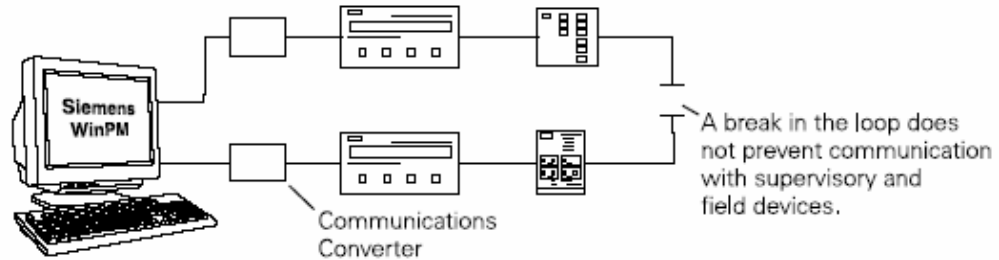 Siemens
WinPM
A break in the loop does
not prevent communication
with supervisory and
field devices.
Communications
Converter